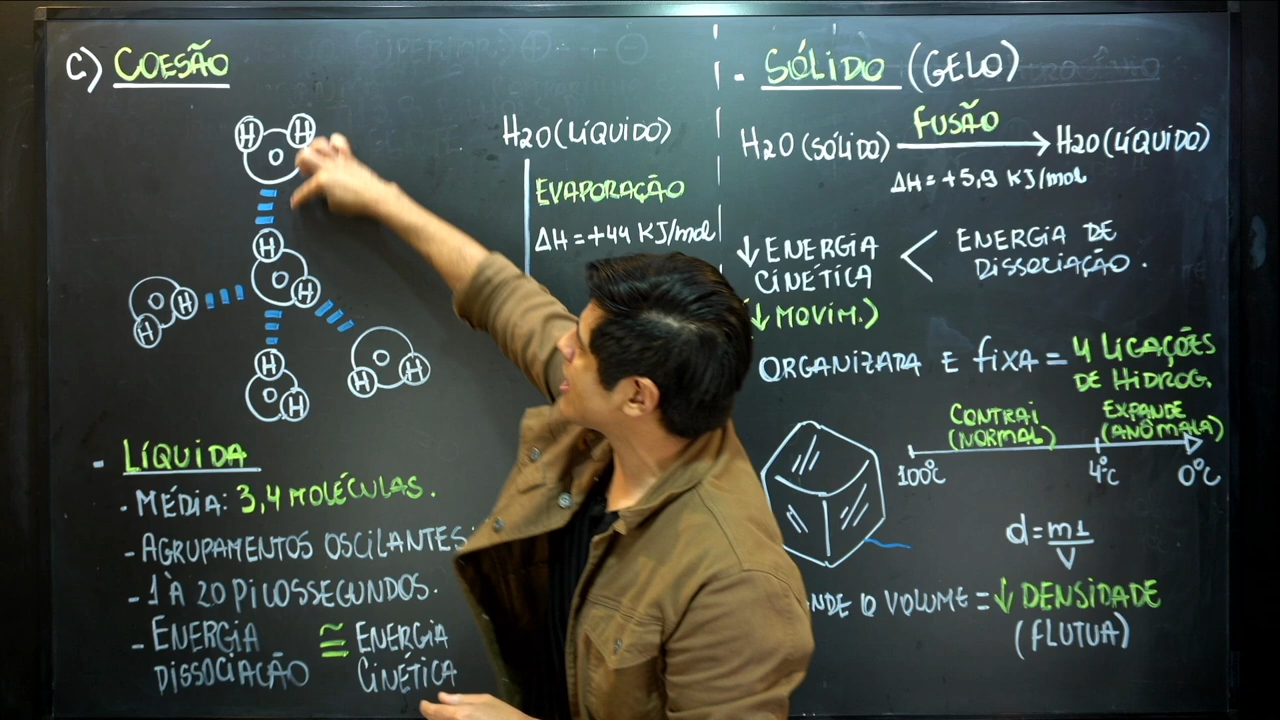 C) COESÃO
H H
O
H
O H
O H
H
O
H H
H
O H
H2O (LÍQUIDO)
EVAPORAÇÃO
ΔH = +44 KJ/mol
- LÍQUIDA
. MÉDIA: 3,4 MOLÉCULAS.
- AGRUPAMENTOS OSCILANTES
- 1 À 20 PICOSSEGUNDOS.
- ENERGIA DISSOCIAÇÃO ≅ ENERGIA CINÉTICA
. SÓLIDO (GELO)
H2O (SÓLIDO) FUSÃO H2O (LÍQUIDO)
ΔH = +5,9 KJ/mol
↓ ENERGIA CINÉTICA < ENERGIA DE DISSOCIAÇÃO.
↓ MOVIM.)
ORGANIZADA E FIXA = 4 LIGAÇÕES DE HIDROG.
CONTRAI (NORMAL)
EXPANDE (ANÔMALA)
100°C 4°C 0°C
d = m⊥
V
O VOLUME = ↓ DENSIDADE
(FLUTUA)